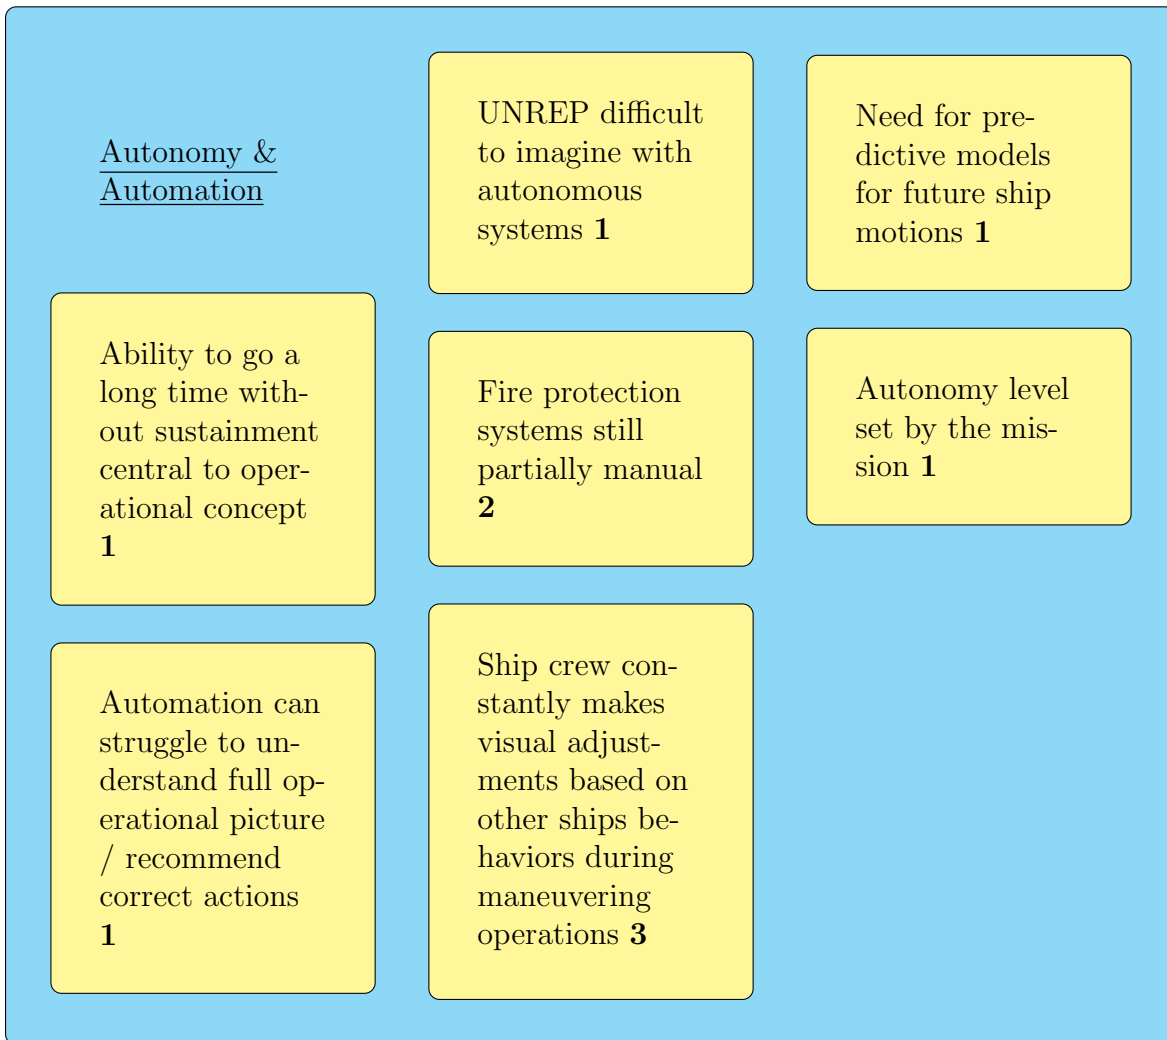 Autonomy &
Automation
Ability to go a
long time with-
out sustainment
central to oper-
ational concept
1
Automation can
struggle to un-
derstand full op-
erational picture
/ recommend
correct actions
1
UNREP difficult
to imagine with
autonomous
systems 1
Fire protection
systems still
partially manual
2
Ship crew con-
stantly makes
visual adjust-
ments based on
other ships be-
haviors during
maneuvering
operations 3
Need for pre-
dictive models
for future ship
motions 1
Autonomy level
set by the mis-
sion 1